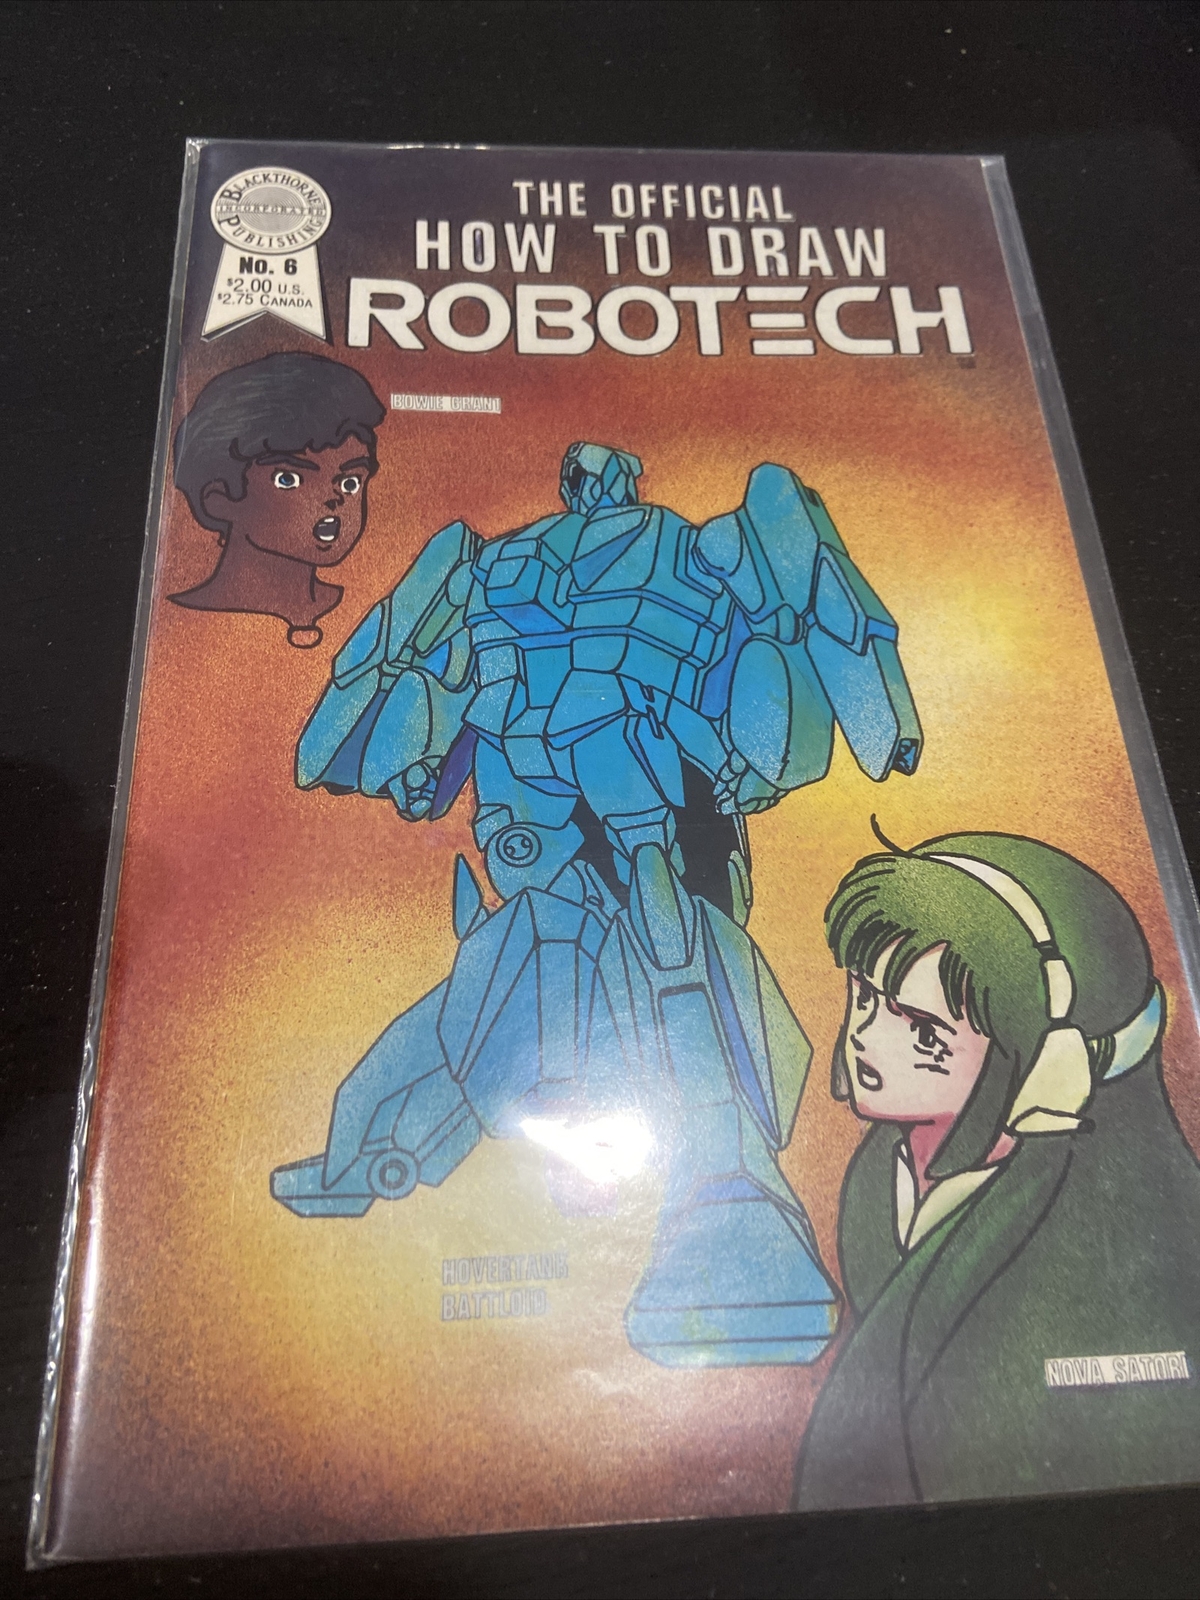 BLACKTHORNE
INCORPORATED
PUBLISHING
No. 6
$2.00 U.S.
$2.75 CANADA
THE OFFICIAL
HOW TO DRAW
ROBOTECH
BOWIE GRANT
HOVERTANK
BATTLOID
NOVA SATORI